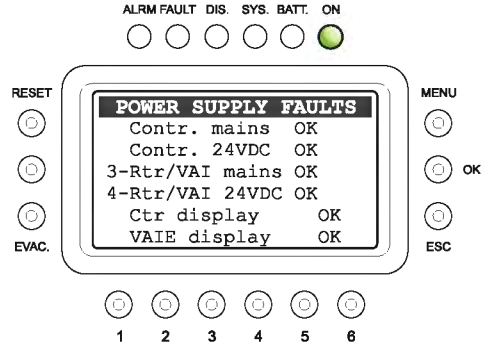 ALRM FAULT DIS. SYS. BATT. ON
RESET
MENU
POWER SUPPLY FAULTS
Contr. mains OK
Contr. 24VDC OK
3-Rtr/VAI mains OK
OK
4-Rtr/VAI 24VDC OK
Ctr display OK
VAIE display OK
EVAC.
ESC
1 2 3 4 5 6